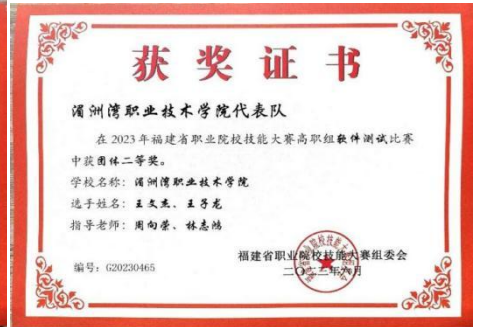 获奖证书
湄洲湾职业技术学院代表队
在2023年福建省职业院校技能大赛高职组软件测试比赛
中获团体二等奖。
学校名称：湄洲湾职业技术学院
选手姓名：王文杰、王子龙
指导老师：周向荣、林志鸿
福建省职业院校技能大赛组委会
编号：G20230465
二〇二三年六月